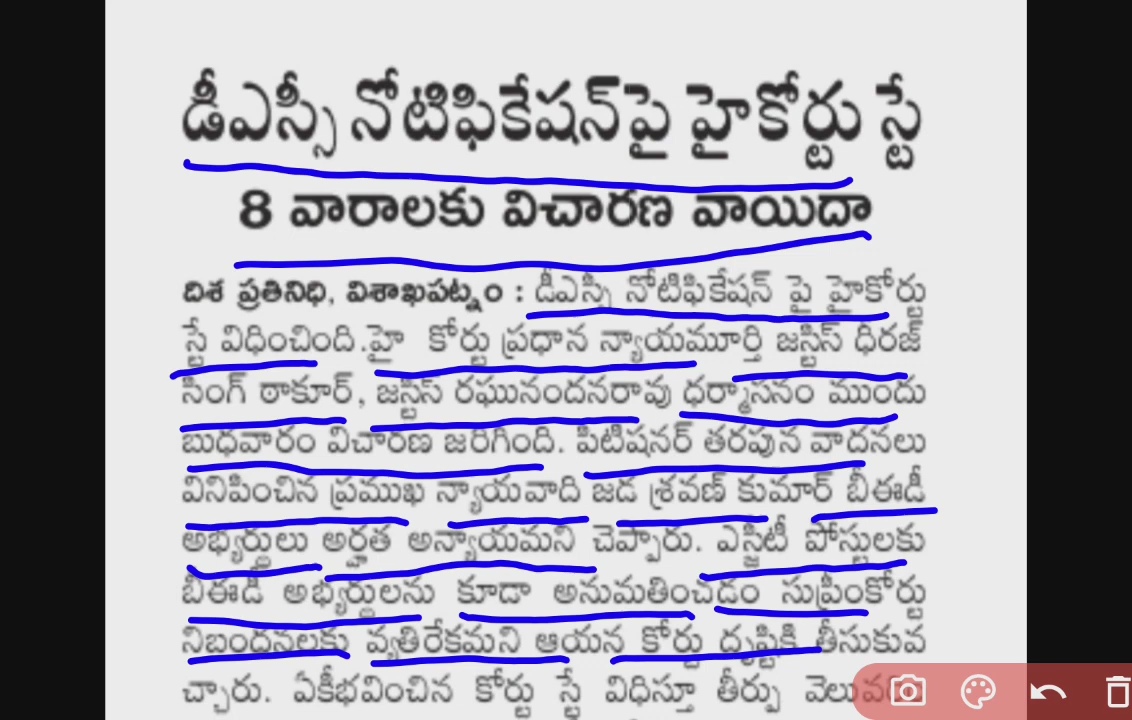 డీఎస్సీ నోటిఫికేషన్‌పై హైకోర్టు స్టే
8 వారాలకు విచారణ వాయిదా
దిశ ప్రతినిధి, విశాఖపట్నం : డీఎస్సీ నోటిఫికేషన్ పై హైకోర్టు
స్టే విధించింది.హై కోర్టు ప్రధాన న్యాయమూర్తి జస్టిస్ ధీరజ్
సింగ్ ఠాకూర్, జస్టిస్ రఘునందనరావు ధర్మాసనం ముందు
బుధవారం విచారణ జరిగింది. పిటిషనర్ తరపున వాదనలు
వినిపించిన ప్రముఖ న్యాయవాది జడ శ్రవణ్ కుమార్ బీఈడీ
అభ్యర్థులు అర్హత అన్యాయమని చెప్పారు. ఎస్జిటీ పోస్టులకు
బీఈడీ అభ్యర్థులను కూడా అనుమతించడం సుప్రీంకోర్టు
నిబందనలకు వ్యతిరేకమని ఆయన కోర్టు దృష్టికి తీసుకువ
చ్చారు. ఏకీభవించిన కోర్టు స్టే విధిస్తూ తీర్పు